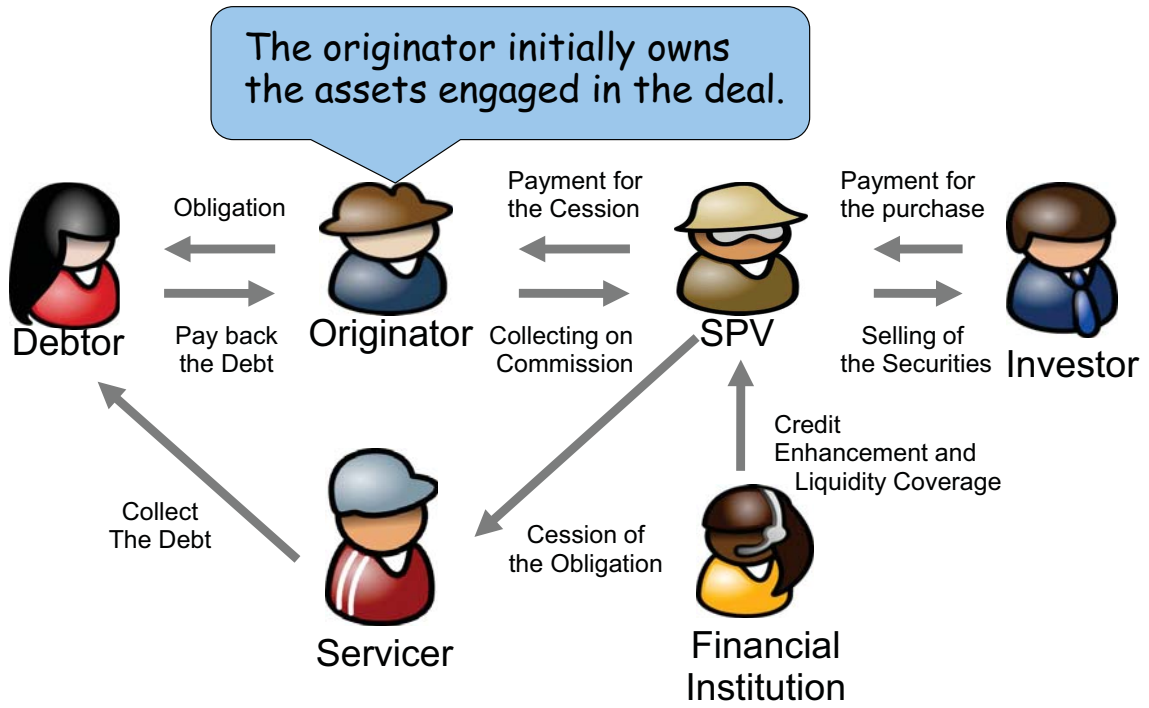 The originator initially owns
the assets engaged in the deal.
Obligation
Payment for
the Cession
Payment for
the purchase
Debtor
Pay back
the Debt
Originator
Collecting on
Commission
SPV
Selling of
the Securities
Investor
Credit
Enhancement and
Liquidity Coverage
Collect
The Debt
Cession of
the Obligation
Servicer
Financial
Institution